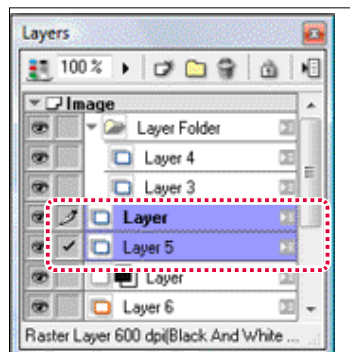 Layers
100 %
Image
Layer Folder
Layer 4
Layer 3
Layer
Layer 5
Layer
Layer 6
Raster Layer 600 dpi(Black And White ...